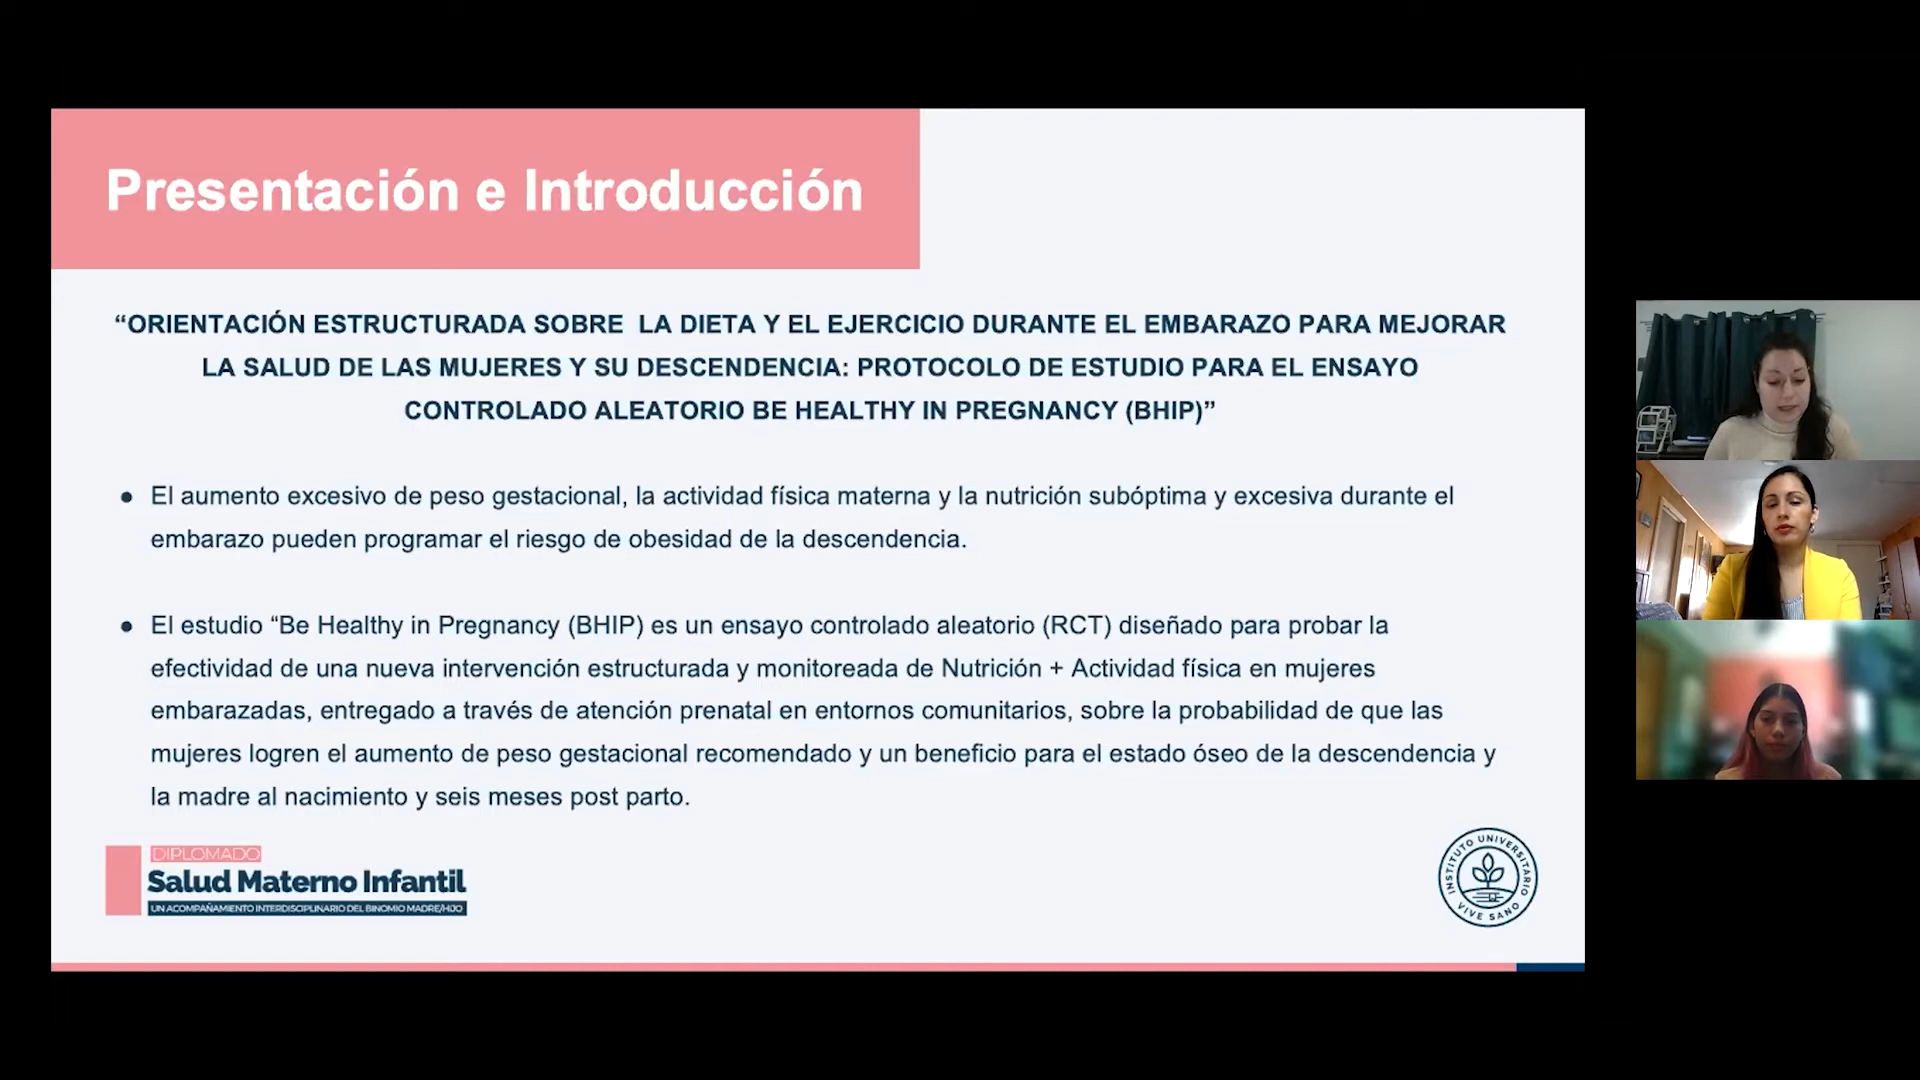 Presentación e Introducción
“ORIENTACIÓN ESTRUCTURADA SOBRE LA DIETA Y EL EJERCICIO DURANTE EL EMBARAZO PARA MEJORAR
LA SALUD DE LAS MUJERES Y SU DESCENDENCIA: PROTOCOLO DE ESTUDIO PARA EL ENSAYO
CONTROLADO ALEATORIO BE HEALTHY IN PREGNANCY (BHIP)”
● El aumento excesivo de peso gestacional, la actividad física materna y la nutrición subóptima y excesiva durante el
embarazo pueden programar el riesgo de obesidad de la descendencia.
● El estudio “Be Healthy in Pregnancy (BHIP) es un ensayo controlado aleatorio (RCT) diseñado para probar la
efectividad de una nueva intervención estructurada y monitoreada de Nutrición + Actividad física en mujeres
embarazadas, entregado a través de atención prenatal en entornos comunitarios, sobre la probabilidad de que las
mujeres logren el aumento de peso gestacional recomendado y un beneficio para el estado óseo de la descendencia y
la madre al nacimiento y seis meses post parto.
DIPLOMADO
Salud Materno Infantil
UN ACOMPAÑAMIENTO INTERDISCIPLINARIO DEL BINOMIO MADRE/HIJO
INSTITUTO UNIVERSITARIO
VIVE SANO